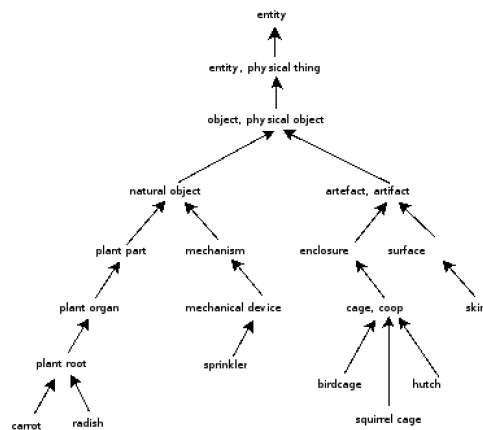 entity
entity, physical thing
object, physical object
natural object
artefact, artifact
plant part
mechanism
enclosure
surface
plant organ
mechanical device
cage, coop
skin
plant root
sprinkler
birdcage
hutch
carrot
radish
squirrel cage